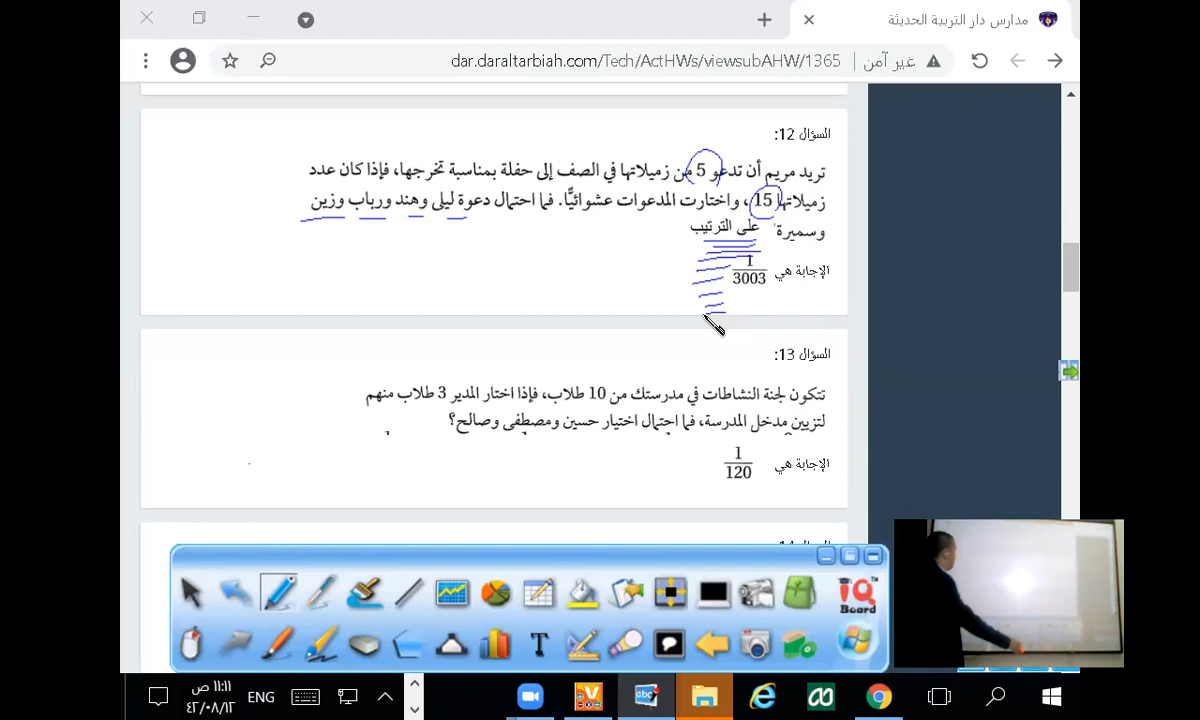 مدارس دار التربية الحديثة
غير آمن
dar.daraltarbiah.com/Tech/ActHWs/viewsubAHW/1365
السؤال 12:
تريد مريم أن تدعو 5 من زميلاتها في الصف إلى حفلة بمناسبة تخرجها، فإذا كان عدد
زميلاتها 15، واختارت المدعوات عشوائيًّا. فما احتمال دعوة ليلى وهند ورباب وزين
وسميرة على الترتيب
الإجابة هي 1/3003
السؤال 13:
تتكون لجنة النشاطات في مدرستك من 10 طلاب، فإذا اختار المدير 3 طلاب منهم
لتزيين مدخل المدرسة، فما احتمال اختيار حسين ومصطفى وصالح؟
الإجابة هي 1/120
IQ
Board
T
abc
ENG
١١:١١ ص
٤٢/٠٨/١٢